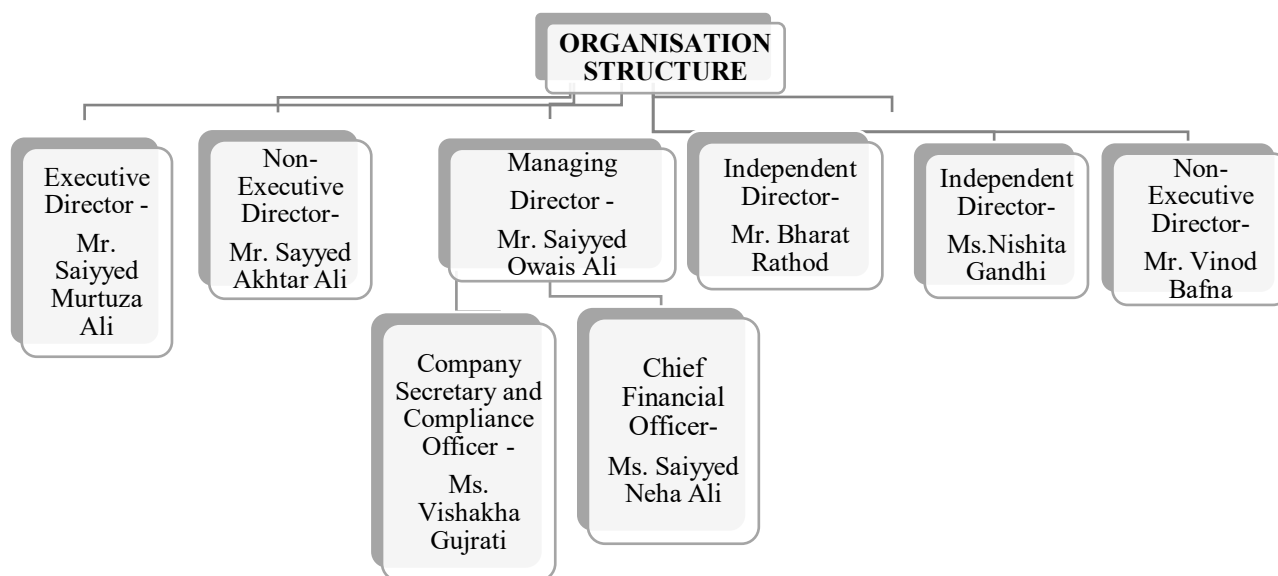 ORGANISATION
STRUCTURE
Executive
Director -
Mr.
Saiyyed
Murtuza
Ali
Non-
Executive
Director-
Mr. Sayyed
Akhtar Ali
Managing
Director -
Mr. Saiyyed
Owais Ali
Independent
Director-
Mr. Bharat
Rathod
Independent
Director-
Ms.Nishita
Gandhi
Non-
Executive
Director-
Mr. Vinod
Bafna
Company
Secretary and
Compliance
Officer -
Ms.
Vishakha
Gujrati
Chief
Financial
Officer-
Ms. Saiyyed
Neha Ali